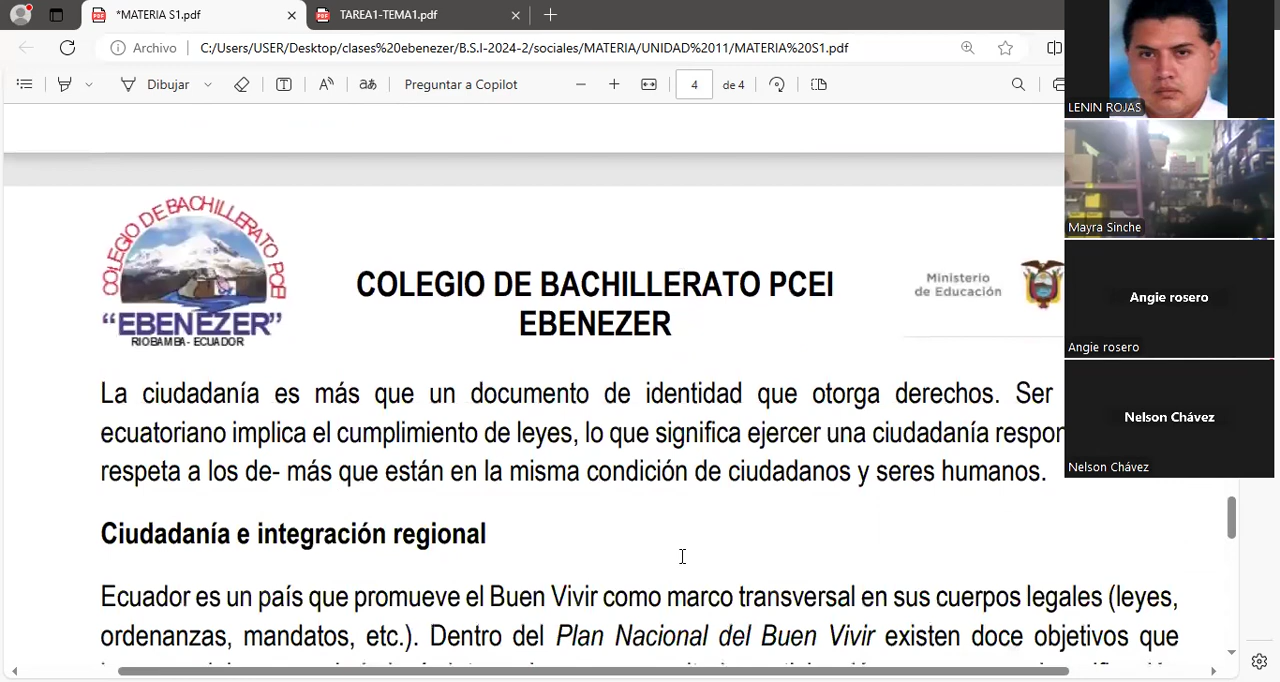 *MATERIA S1.pdf
TAREA1-TEMA1.pdf
Archivo
C:/Users/USER/Desktop/clases%20ebenezer/B.S.I-2024-2/sociales/MATERIA/UNIDAD%2011/MATERIA%20S1.pdf
Dibujar
Preguntar a Copilot
4
de 4
COLEGIO DE BACHILLERATO PCEI
"EBENEZER"
RIOBAMBA- ECUADOR
COLEGIO DE BACHILLERATO PCEI
EBENEZER
Ministerio
de Educación
La ciudadanía es más que un documento de identidad que otorga derechos. Ser
ecuatoriano implica el cumplimiento de leyes, lo que significa ejercer una ciudadanía respon
respeta a los de- más que están en la misma condición de ciudadanos y seres humanos.
Ciudadanía e integración regional
Ecuador es un país que promueve el Buen Vivir como marco transversal en sus cuerpos legales (leyes,
ordenanzas, mandatos, etc.). Dentro del Plan Nacional del Buen Vivir existen doce objetivos que
LENIN ROJAS
Mayra Sinche
Angie rosero
Angie rosero
Nelson Chávez
Nelson Chávez